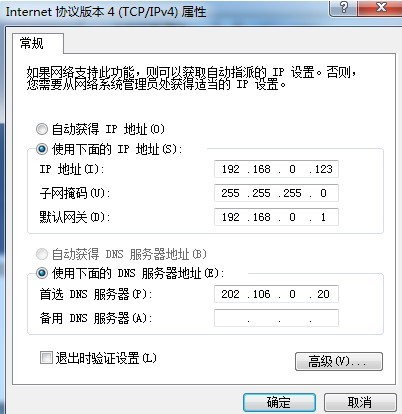 Internet 协议版本 4 (TCP/IPv4) 属性
常规
如果网络支持此功能，则可以获取自动指派的 IP 设置。否则，
您需要从网络系统管理员处获得适当的 IP 设置。
自动获得 IP 地址(O)
使用下面的 IP 地址(S):
IP 地址(I): 192 .168 . 0 .123
子网掩码(U): 255 .255 .255 . 0
默认网关(D): 192 .168 . 0 . 1
自动获得 DNS 服务器地址(B)
使用下面的 DNS 服务器地址(E):
首选 DNS 服务器(P): 202 .106 . 0 . 20
备用 DNS 服务器(A): . . .
退出时验证设置(L)
高级(V)...
确定 取消